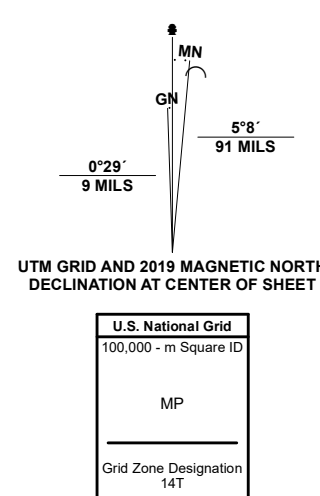 MN
GN
5°8´
91 MILS
0°29´
9 MILS
UTM GRID AND 2019 MAGNETIC NORTH
DECLINATION AT CENTER OF SHEET
U.S. National Grid
100,000 - m Square ID
MP
Grid Zone Designation
14T